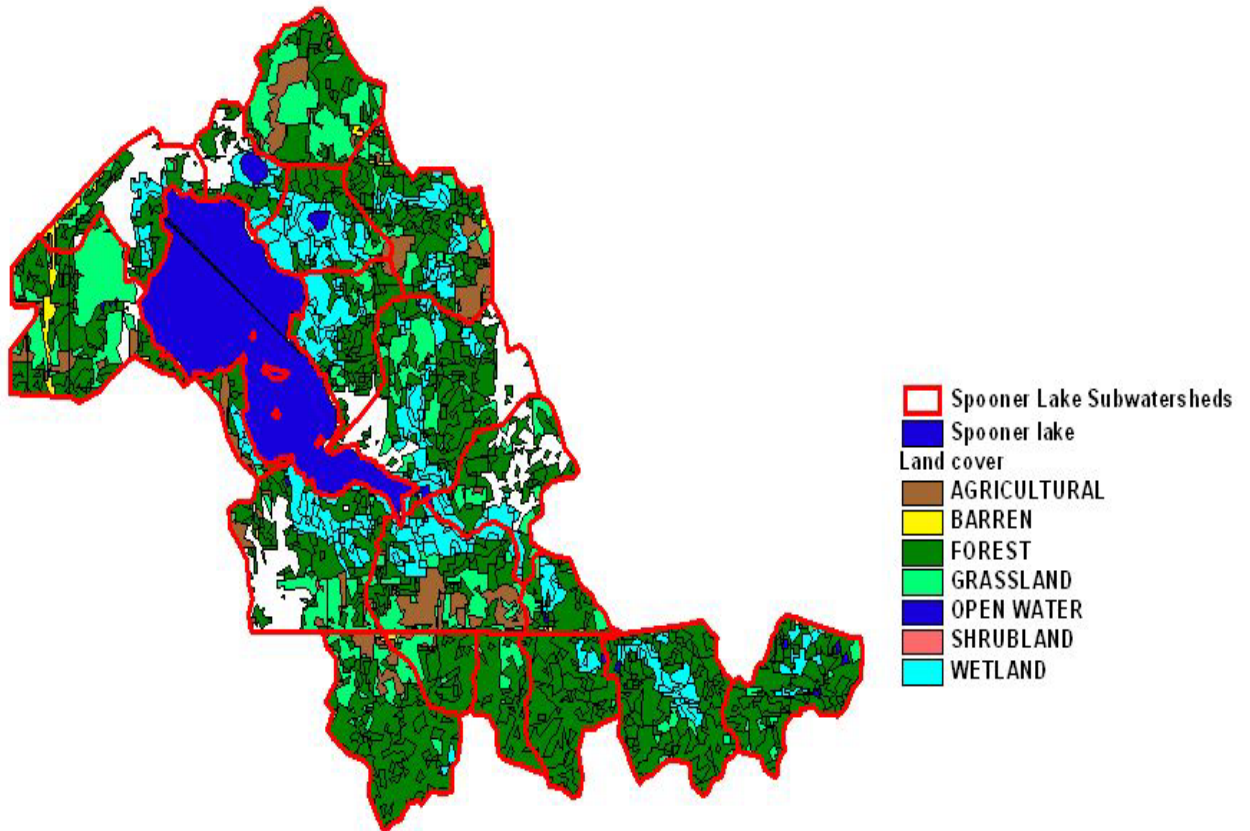 Spooner Lake Subwatersheds
Spooner lake
Land cover
AGRICULTURAL
BARREN
FOREST
GRASSLAND
OPEN WATER
SHRUBLAND
WETLAND